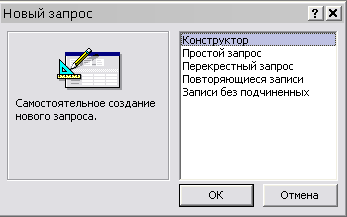 Новый запрос
Самостоятельное создание
нового запроса.
Конструктор
Простой запрос
Перекрестный запрос
Повторяющиеся записи
Записи без подчиненных
OK
Отмена